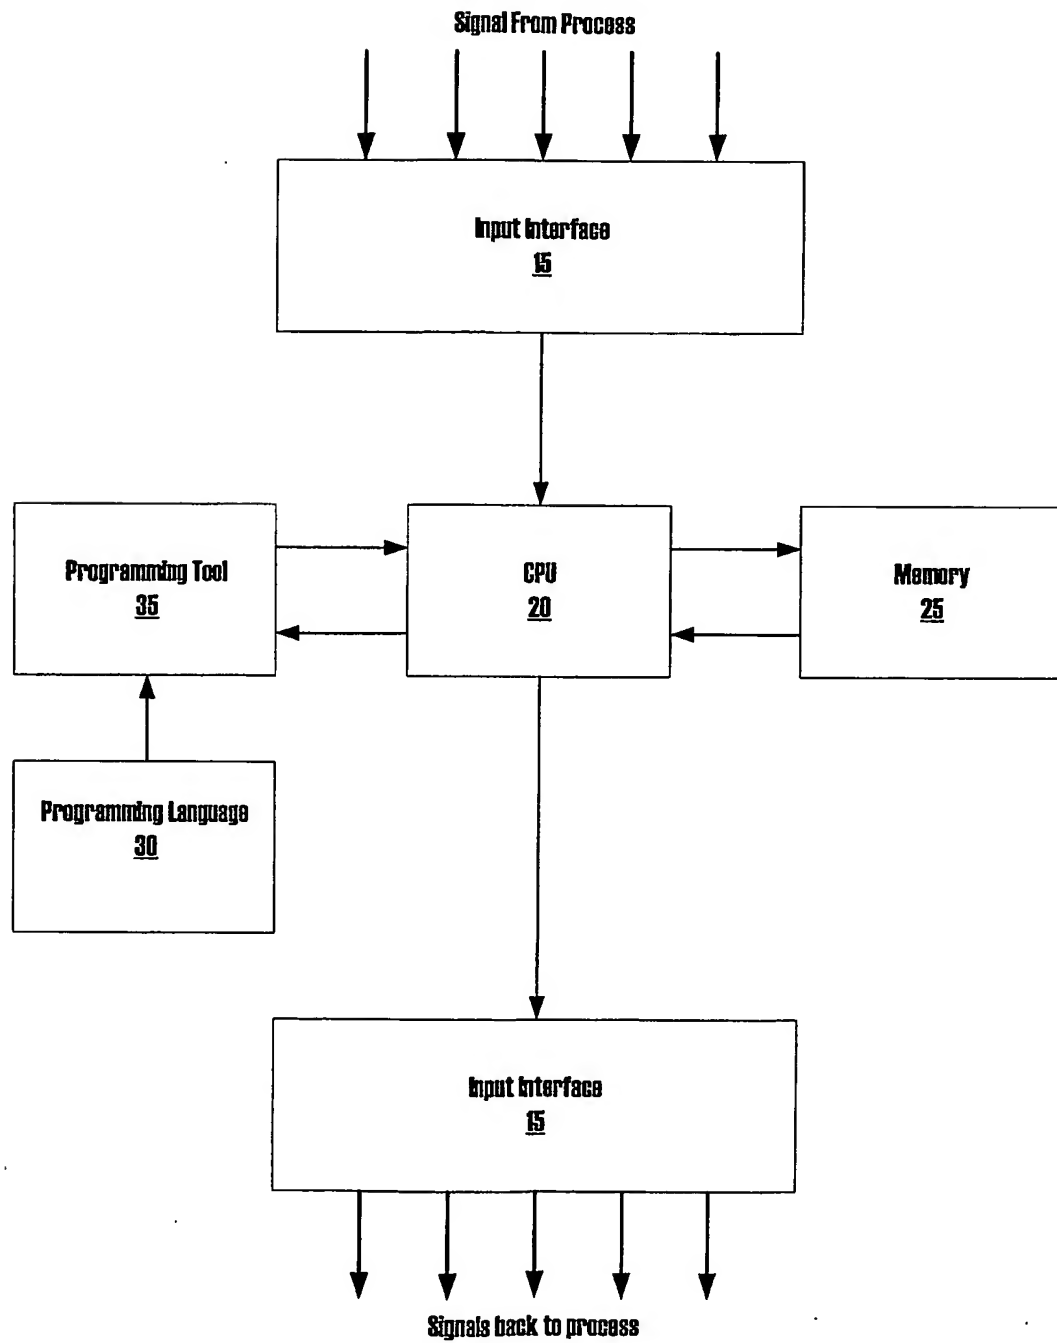 Signal From Process
Input Interface
15
Programming Tool
35
CPU
20
Memory
25
Programming Language
30
Input Interface
15
Signals back to process